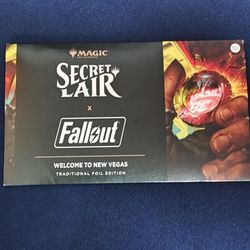 MAGIC
SECRET
LAIR
X
Fallout
WELCOME TO NEW VEGAS
TRADITIONAL FOIL EDITION